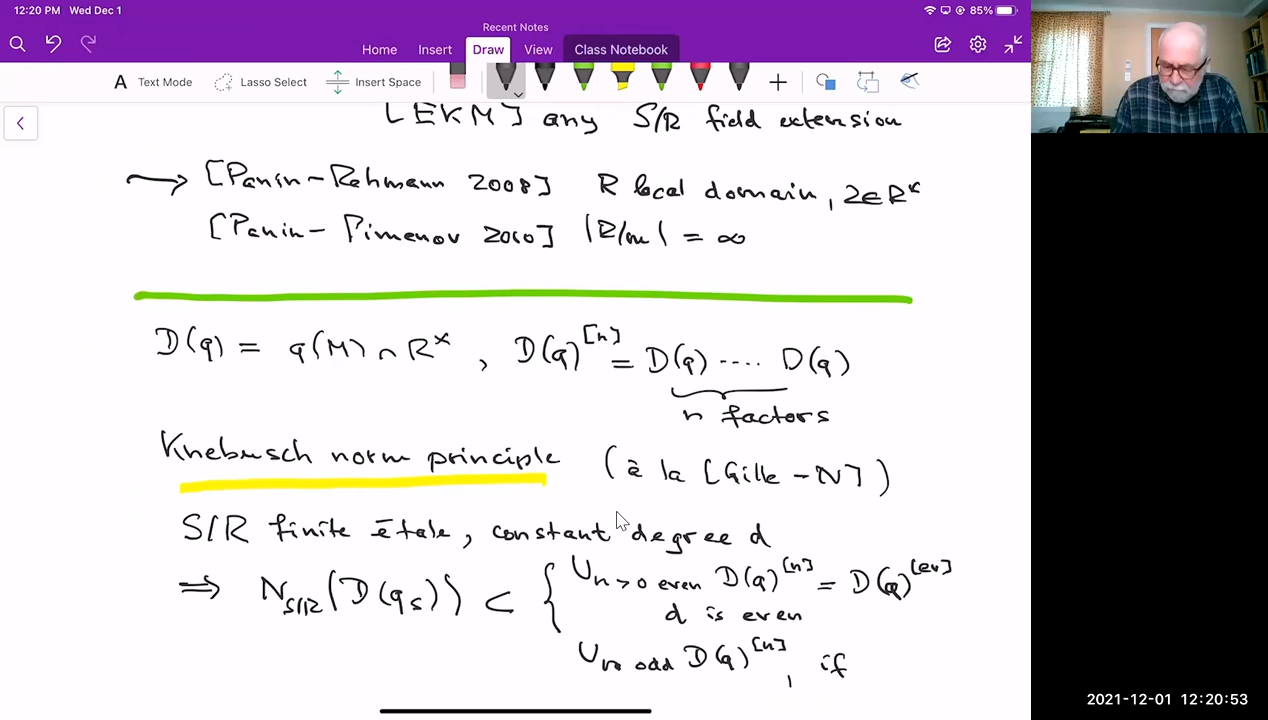 12:20 PM Wed Dec 1
85%
Recent Notes
Home Insert Draw View Class Notebook
Text Mode Lasso Select Insert Space
[EKM] any S/R field extension
→ [Panin-Rehmann 2008] R local domain, 2∈R^×
[Panin-Pimenov 2010] |R/m| = ∞
D(q) = q(M) ∩ R^×, D(q)^[n] = D(q) ···· D(q)
n factors
Knebusch norm principle (à la [Gille-N])
S/R finite étale, constant degree d
⇒ N_{S/R}(D(q_S)) ⊂ { ∪_{n>0 even} D(q)^[n] = D(q)^[ev]
d is even
∪_{n odd} D(q)^[n], if
2021-12-01 12:20:53